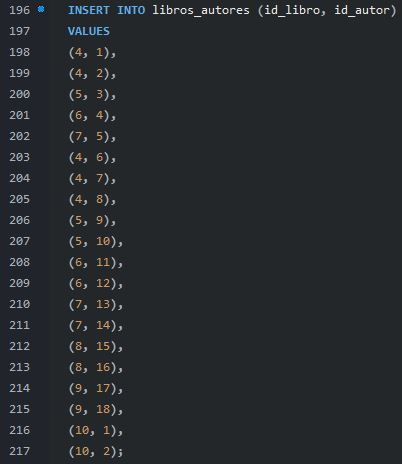 196 INSERT INTO libros_autores (id_libro, id_autor)
197 VALUES
198 (4, 1),
199 (4, 2),
200 (5, 3),
201 (6, 4),
202 (7, 5),
203 (4, 6),
204 (4, 7),
205 (4, 8),
206 (5, 9),
207 (5, 10),
208 (6, 11),
209 (6, 12),
210 (7, 13),
211 (7, 14),
212 (8, 15),
213 (8, 16),
214 (9, 17),
215 (9, 18),
216 (10, 1),
217 (10, 2);